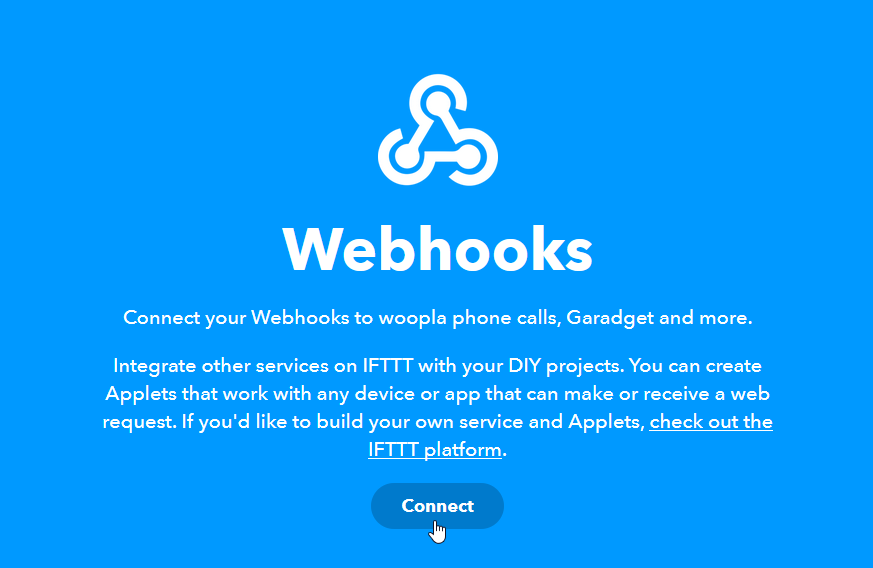 Webhooks
Connect your Webhooks to woopla phone calls, Garadget and more.
Integrate other services on IFTTT with your DIY projects. You can create
Applets that work with any device or app that can make or receive a web
request. If you'd like to build your own service and Applets, check out the
IFTTT platform.
Connect